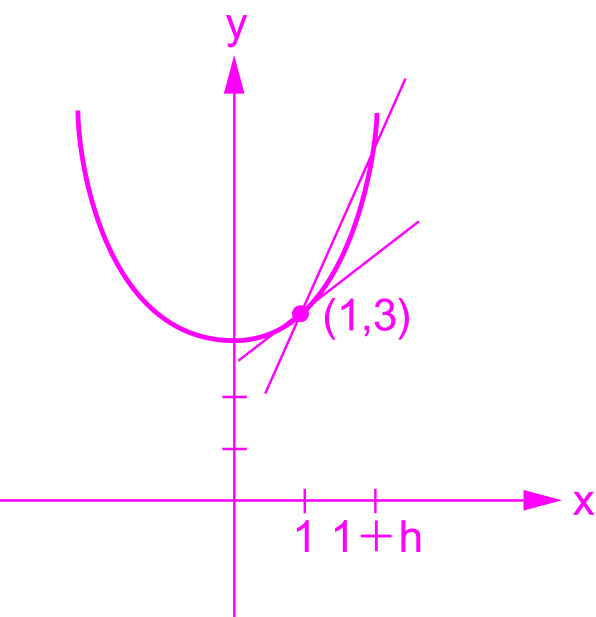 y
(1,3)
x
1 1+h